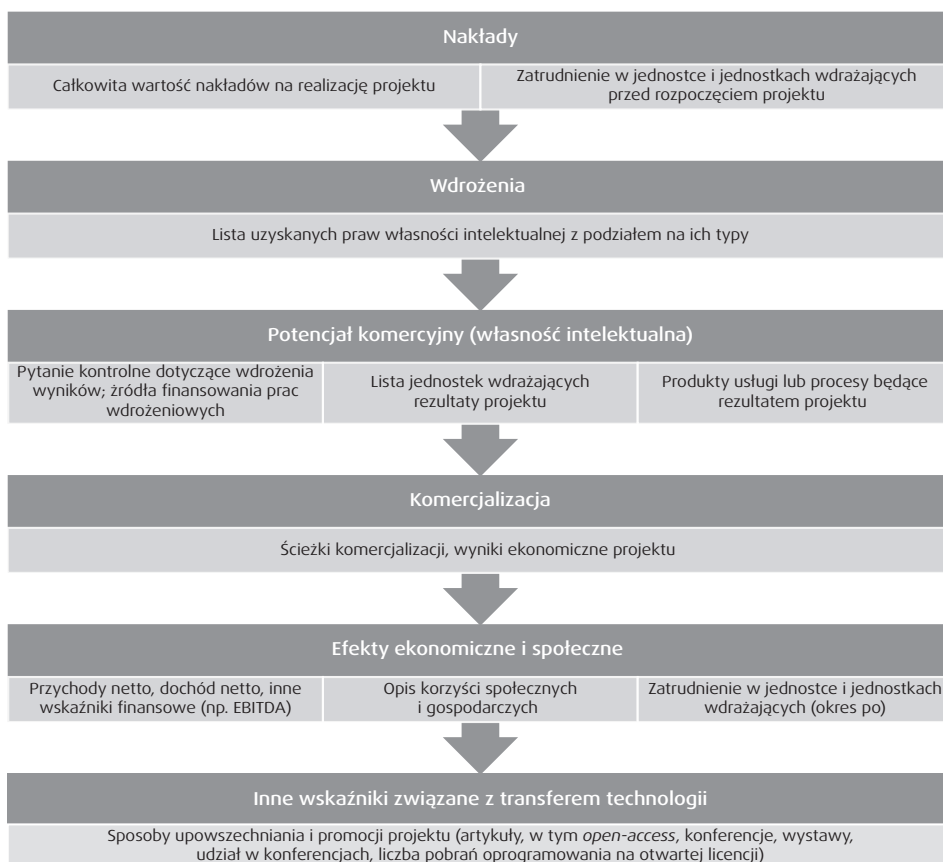 Nakłady
Całkowita wartość nakładów na realizację projektu
Zatrudnienie w jednostce i jednostkach wdrażających
przed rozpoczęciem projektu
Wdrożenia
Lista uzyskanych praw własności intelektualnej z podziałem na ich typy
Potencjał komercyjny (własność intelektualna)
Pytanie kontrolne dotyczące wdrożenia
wyników; źródła finansowania prac
wdrożeniowych
Lista jednostek wdrażających
rezultaty projektu
Produkty usługi lub procesy będące
rezultatem projektu
Komercjalizacja
Ścieżki komercjalizacji, wyniki ekonomiczne projektu
Efekty ekonomiczne i społeczne
Przychody netto, dochód netto, inne
wskaźniki finansowe (np. EBITDA)
Opis korzyści społecznych
i gospodarczych
Zatrudnienie w jednostce i jednostkach
wdrażających (okres po)
Inne wskaźniki związane z transferem technologii
Sposoby upowszechniania i promocji projektu (artykuły, w tym open-access, konferencje, wystawy,
udział w konferencjach, liczba pobrań oprogramowania na otwartej licencji)